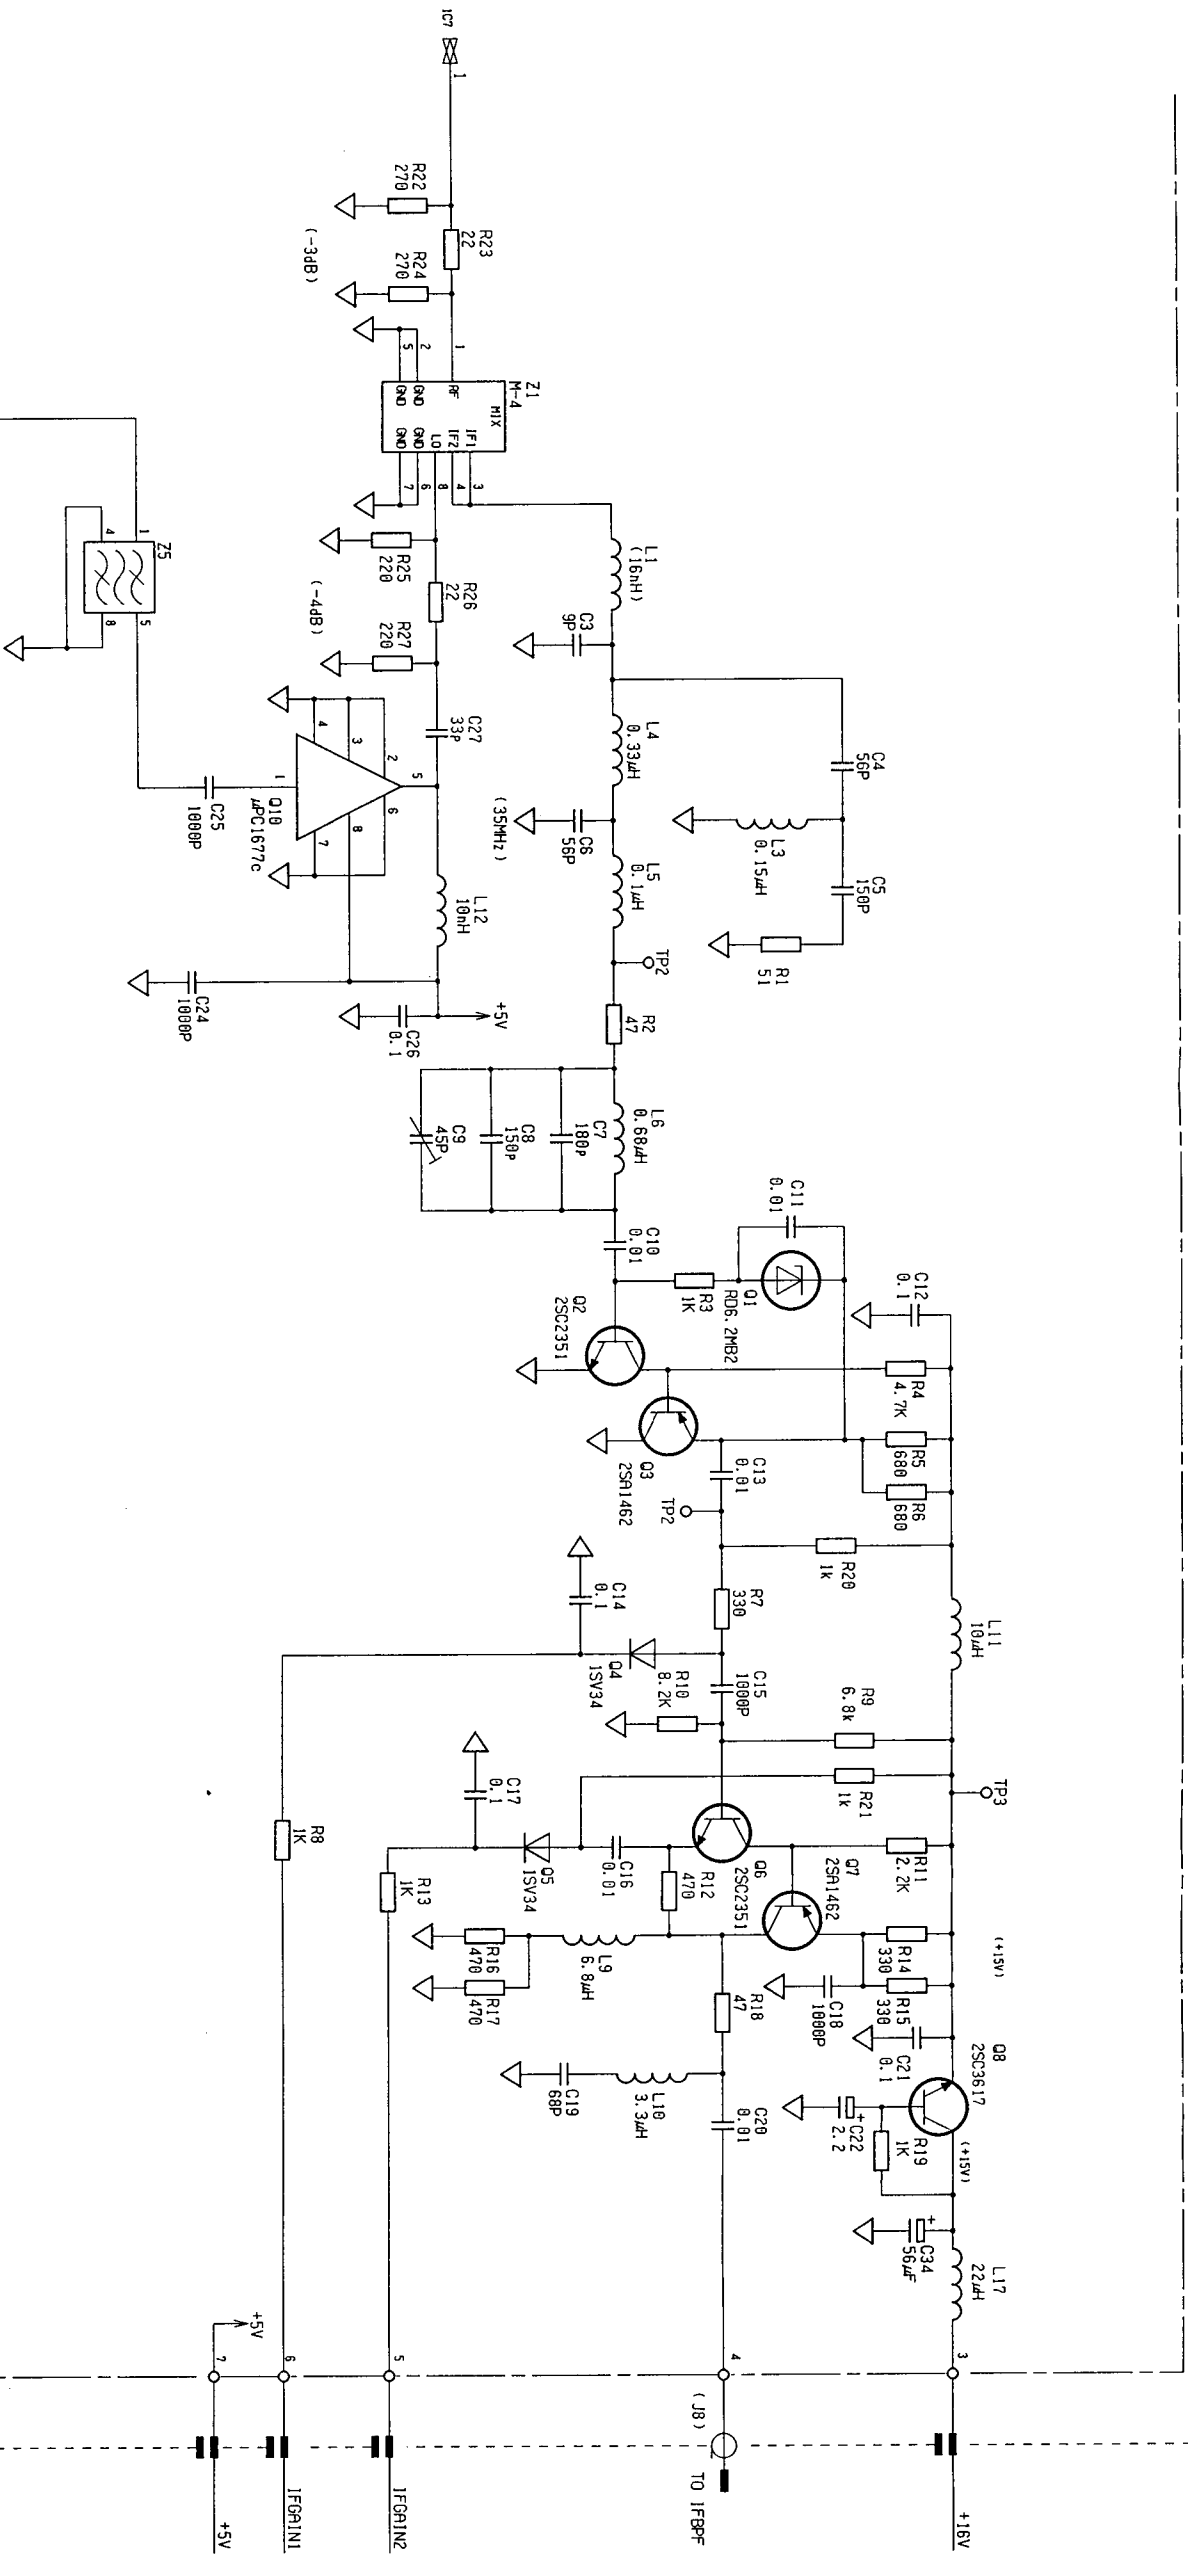 IC7
1
R22
270
R23
22
R24
270
(-3dB)
1
2
5
Z1
M-4
MIX
RF
GND
GND
IF1
IF2
LO
GND
GND
3
4
8
6
7
L1
(16nH)
C3
9P
L4
0.33μH
C4
56P
L3
0.15μH
C5
150P
R1
51
C6
56P
(35MHz)
L5
0.1μH
TP2
R2
47
R25
220
R26
22
R27
220
(-4dB)
C27
33P
Z5
1
4
5
8
C25
1000P
Q10
μPC1677c
1
2
3
4
5
6
7
8
L12
10nH
C24
1000P
C26
0.1
+5V
L6
0.68μH
C7
180P
C8
150P
C9
45P
C10
0.01
C11
0.01
Q1
RD6.2MB2
R3
1K
Q2
2SC2351
C12
0.1
R4
4.7K
R5
680
R6
680
Q3
2SA1462
C13
0.01
TP2
R20
1k
R7
330
L11
10μH
C14
0.1
Q4
1SV34
R10
8.2K
C15
1000P
R9
6.8k
R21
1k
TP3
C17
0.1
R8
1K
R13
1K
Q5
1SV34
C16
0.01
R12
470
Q6
2SC2351
Q7
2SA1462
R11
2.2K
(+15V)
R14
330
R15
330
R16
470
R17
470
L9
6.8μH
R18
47
C18
1000P
C21
0.1
Q8
2SC3617
C19
68P
L10
3.3μH
C20
0.01
C22
2.2
+
R19
1K
(+15V)
+
C34
56μF
L17
22μH
3
+16V
4
(J8)
TO IFBPF
5
IFGAIN2
6
IFGAIN1
7
+5V
+5V